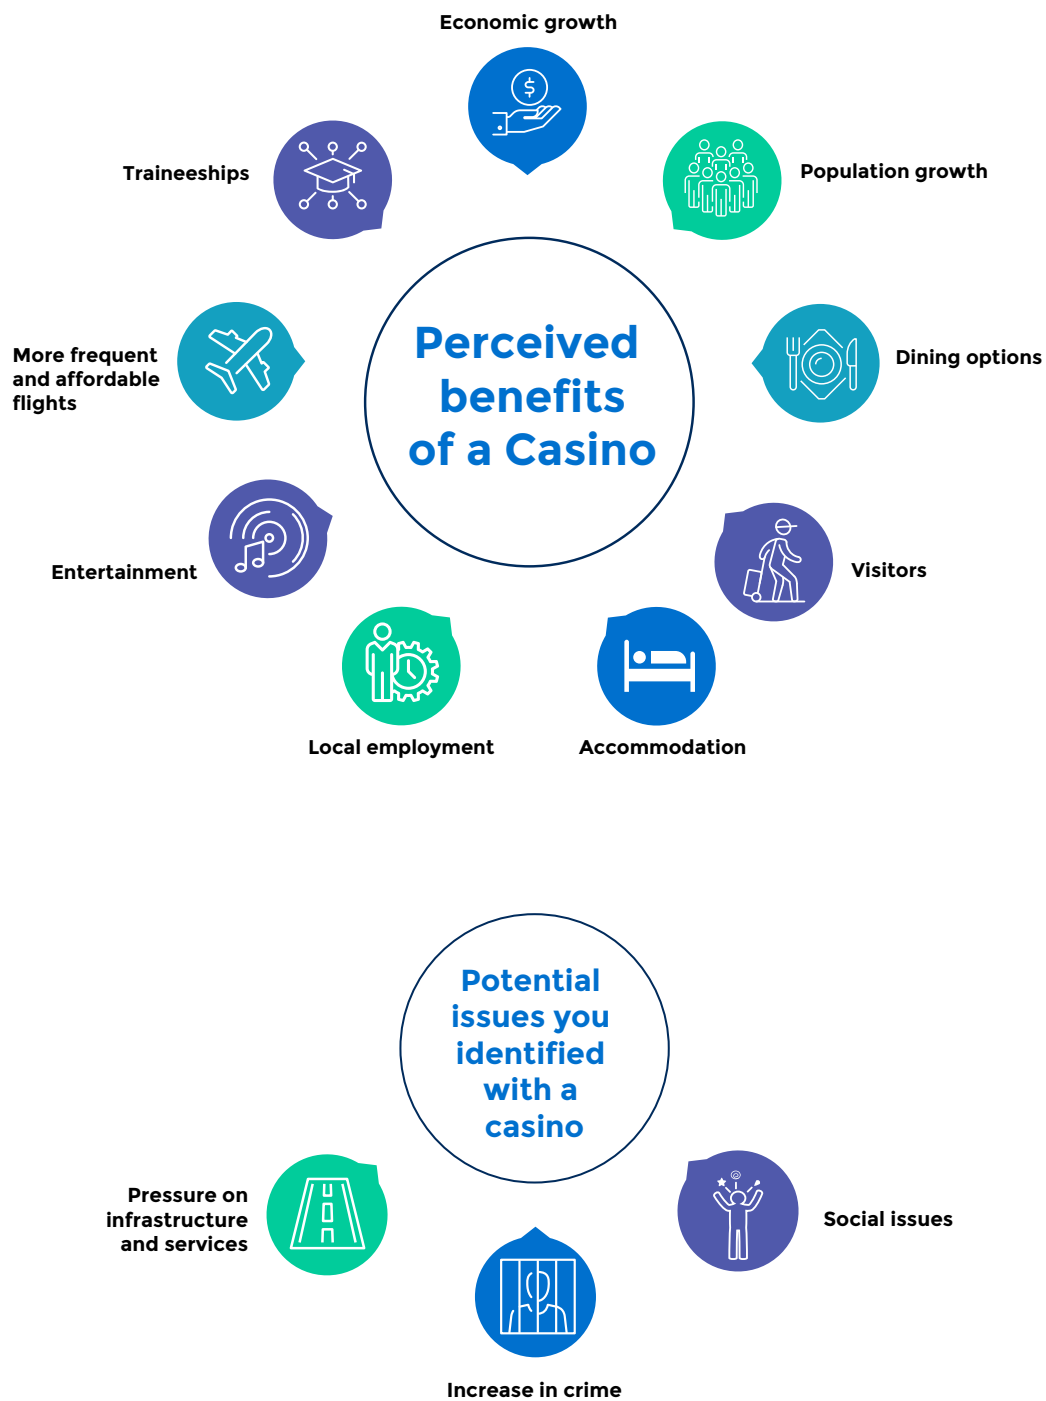 Economic growth
Traineeships
Population growth
$
More frequent
and affordable
flights
Perceived
benefits
of a Casino
Dining options
Entertainment
Visitors
Local employment
Accommodation
Potential
issues you
identified
with a
casino
Pressure on
infrastructure
and services
Social issues
Increase in crime